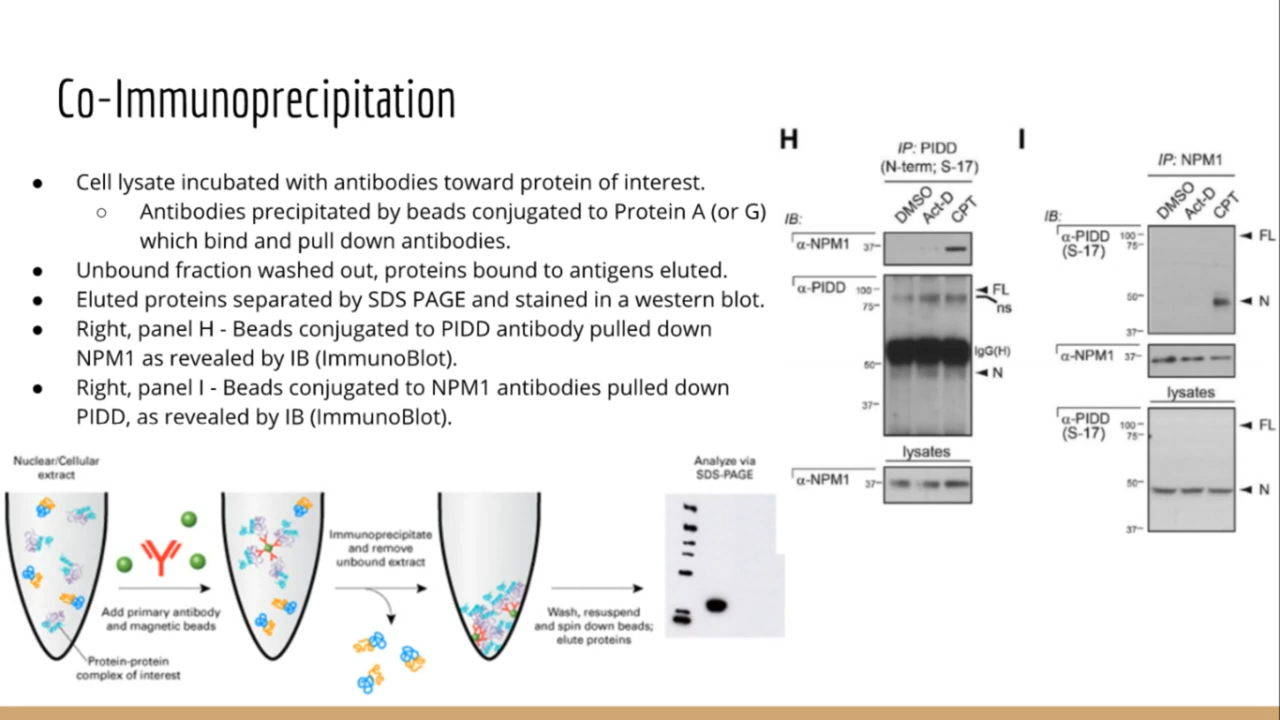 Co-Immunoprecipitation
● Cell lysate incubated with antibodies toward protein of interest.
○ Antibodies precipitated by beads conjugated to Protein A (or G)
which bind and pull down antibodies.
● Unbound fraction washed out, proteins bound to antigens eluted.
● Eluted proteins separated by SDS PAGE and stained in a western blot.
● Right, panel H - Beads conjugated to PIDD antibody pulled down
NPM1 as revealed by IB (ImmunoBlot).
● Right, panel I - Beads conjugated to NPM1 antibodies pulled down
PIDD, as revealed by IB (ImmunoBlot).
Nuclear/Cellular
extract
Add primary antibody
and magnetic beads
Protein-protein
complex of interest
Immunoprecipitate
and remove
unbound extract
Wash, resuspend
and spin down beads;
elute proteins
Analyze via
SDS-PAGE
H
IP: PIDD
(N-term; S-17)
DMSO Act-D CPT
IB:
α-NPM1 37
α-PIDD 100
FL
75
ns
IgG(H)
50
N
37
lysates
α-NPM1 37
I
IP: NPM1
DMSO Act-D CPT
IB:
α-PIDD 100 FL
(S-17) 75
50 N
37
α-NPM1 37
lysates
α-PIDD 100 FL
(S-17) 75
50
N
37